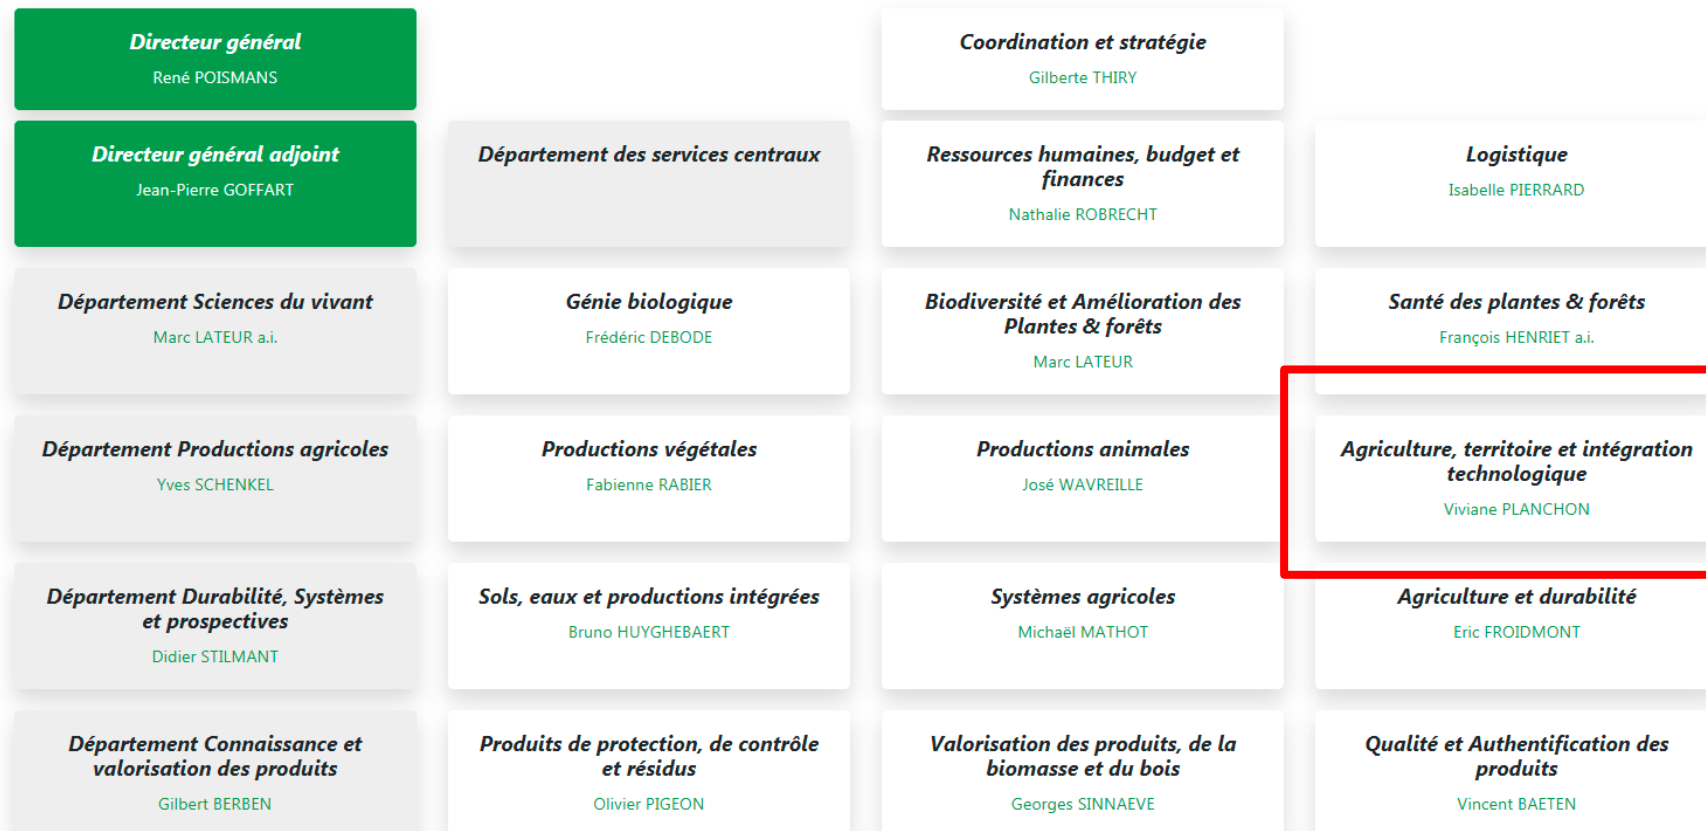 Directeur général
René POISMANS
Coordination et stratégie
Gilberte THIRY
Directeur général adjoint
Jean-Pierre GOFFART
Département des services centraux
Ressources humaines, budget et
finances
Nathalie ROBRECHT
Logistique
Isabelle PIERRARD
Département Sciences du vivant
Marc LATEUR a.i.
Génie biologique
Frédéric DEBODE
Biodiversité et Amélioration des
Plantes & forêts
Marc LATEUR
Santé des plantes & forêts
François HENRIET a.i.
Département Productions agricoles
Yves SCHENKEL
Productions végétales
Fabienne RABIER
Productions animales
José WAVREILLE
Agriculture, territoire et intégration
technologique
Viviane PLANCHON
Département Durabilité, Systèmes
et prospectives
Didier STILMANT
Sols, eaux et productions intégrées
Bruno HUYGHEBAERT
Systèmes agricoles
Michaël MATHOT
Agriculture et durabilité
Eric FROIDMONT
Département Connaissance et
valorisation des produits
Gilbert BERBEN
Produits de protection, de contrôle
et résidus
Olivier PIGEON
Valorisation des produits, de la
biomasse et du bois
Georges SINNAEVE
Qualité et Authentification des
produits
Vincent BAETEN